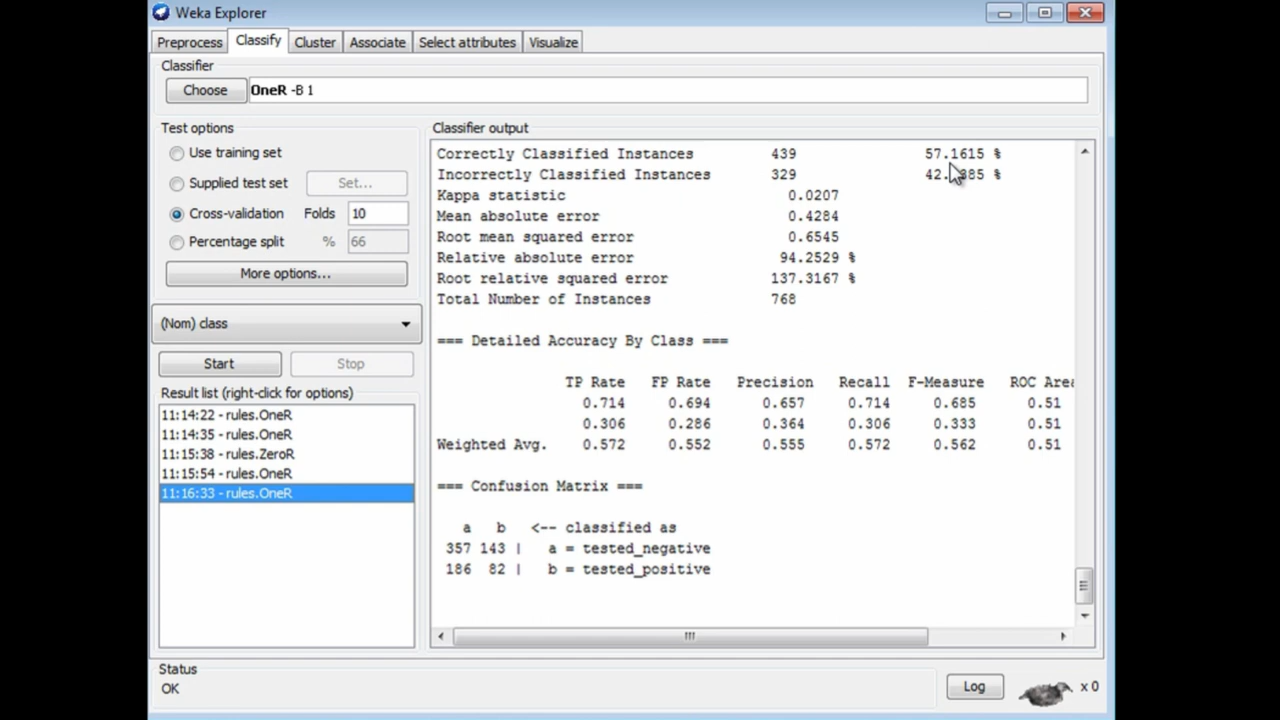 Weka Explorer
Preprocess Classify Cluster Associate Select attributes Visualize
Classifier
Choose OneR -B 1
Test options
Use training set
Supplied test set Set...
Cross-validation Folds 10
Percentage split % 66
More options...
(Nom) class
Start Stop
Result list (right-click for options)
11:14:22 - rules.OneR
11:14:35 - rules.OneR
11:15:38 - rules.ZeroR
11:15:54 - rules.OneR
11:16:33 - rules.OneR
Classifier output
Correctly Classified Instances 439 57.1615 %
Incorrectly Classified Instances 329 %
Kappa statistic 0.0207
Mean absolute error 0.4284
Root mean squared error 0.6545
Relative absolute error 94.2529 %
Root relative squared error 137.3167 %
Total Number of Instances 768
=== Detailed Accuracy By Class ===
TP Rate FP Rate Precision Recall F-Measure ROC Area
0.714 0.694 0.657 0.714 0.685 0.51
0.306 0.286 0.364 0.306 0.333 0.51
Weighted Avg. 0.572 0.552 0.555 0.572 0.562 0.51
=== Confusion Matrix ===
a b <-- classified as
357 143 | a = tested_negative
186 82 | b = tested_positive
Status
OK
Log x 0